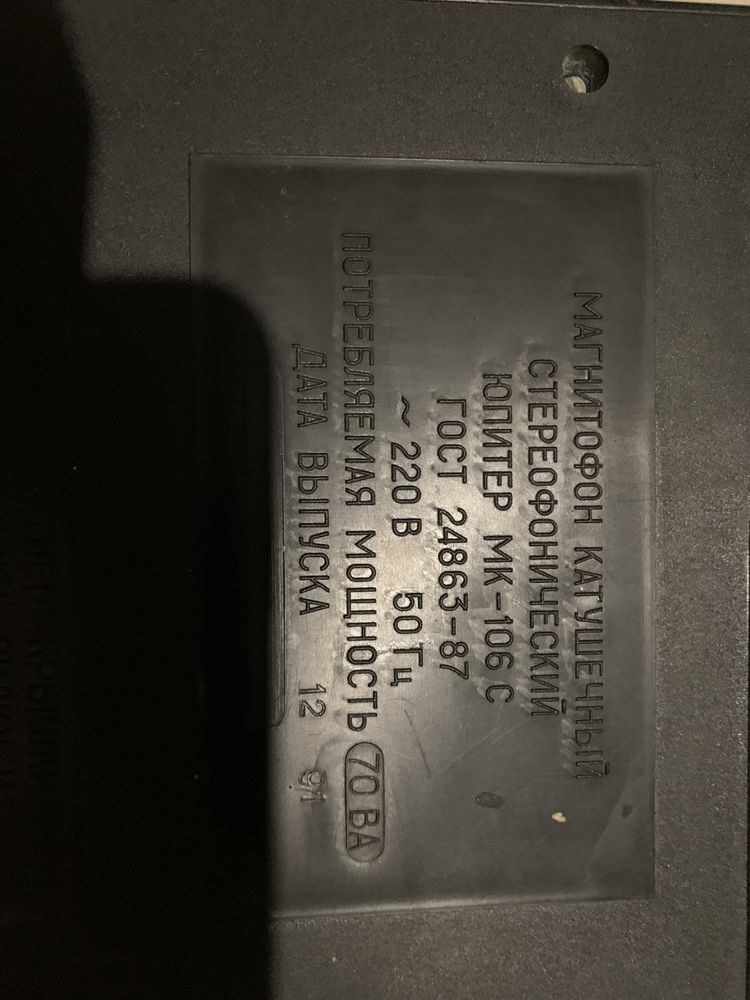 МАГНИТОФОН КАТУШЕЧНЫЙ
СТЕРЕОФОНИЧЕСКИЙ
ЮПИТЕР МК-106 С
ГОСТ 24863-87
~ 220 В 50 Гц
ПОТРЕБЛЯЕМАЯ МОЩНОСТЬ 70 ВА
ДАТА ВЫПУСКА 12 91